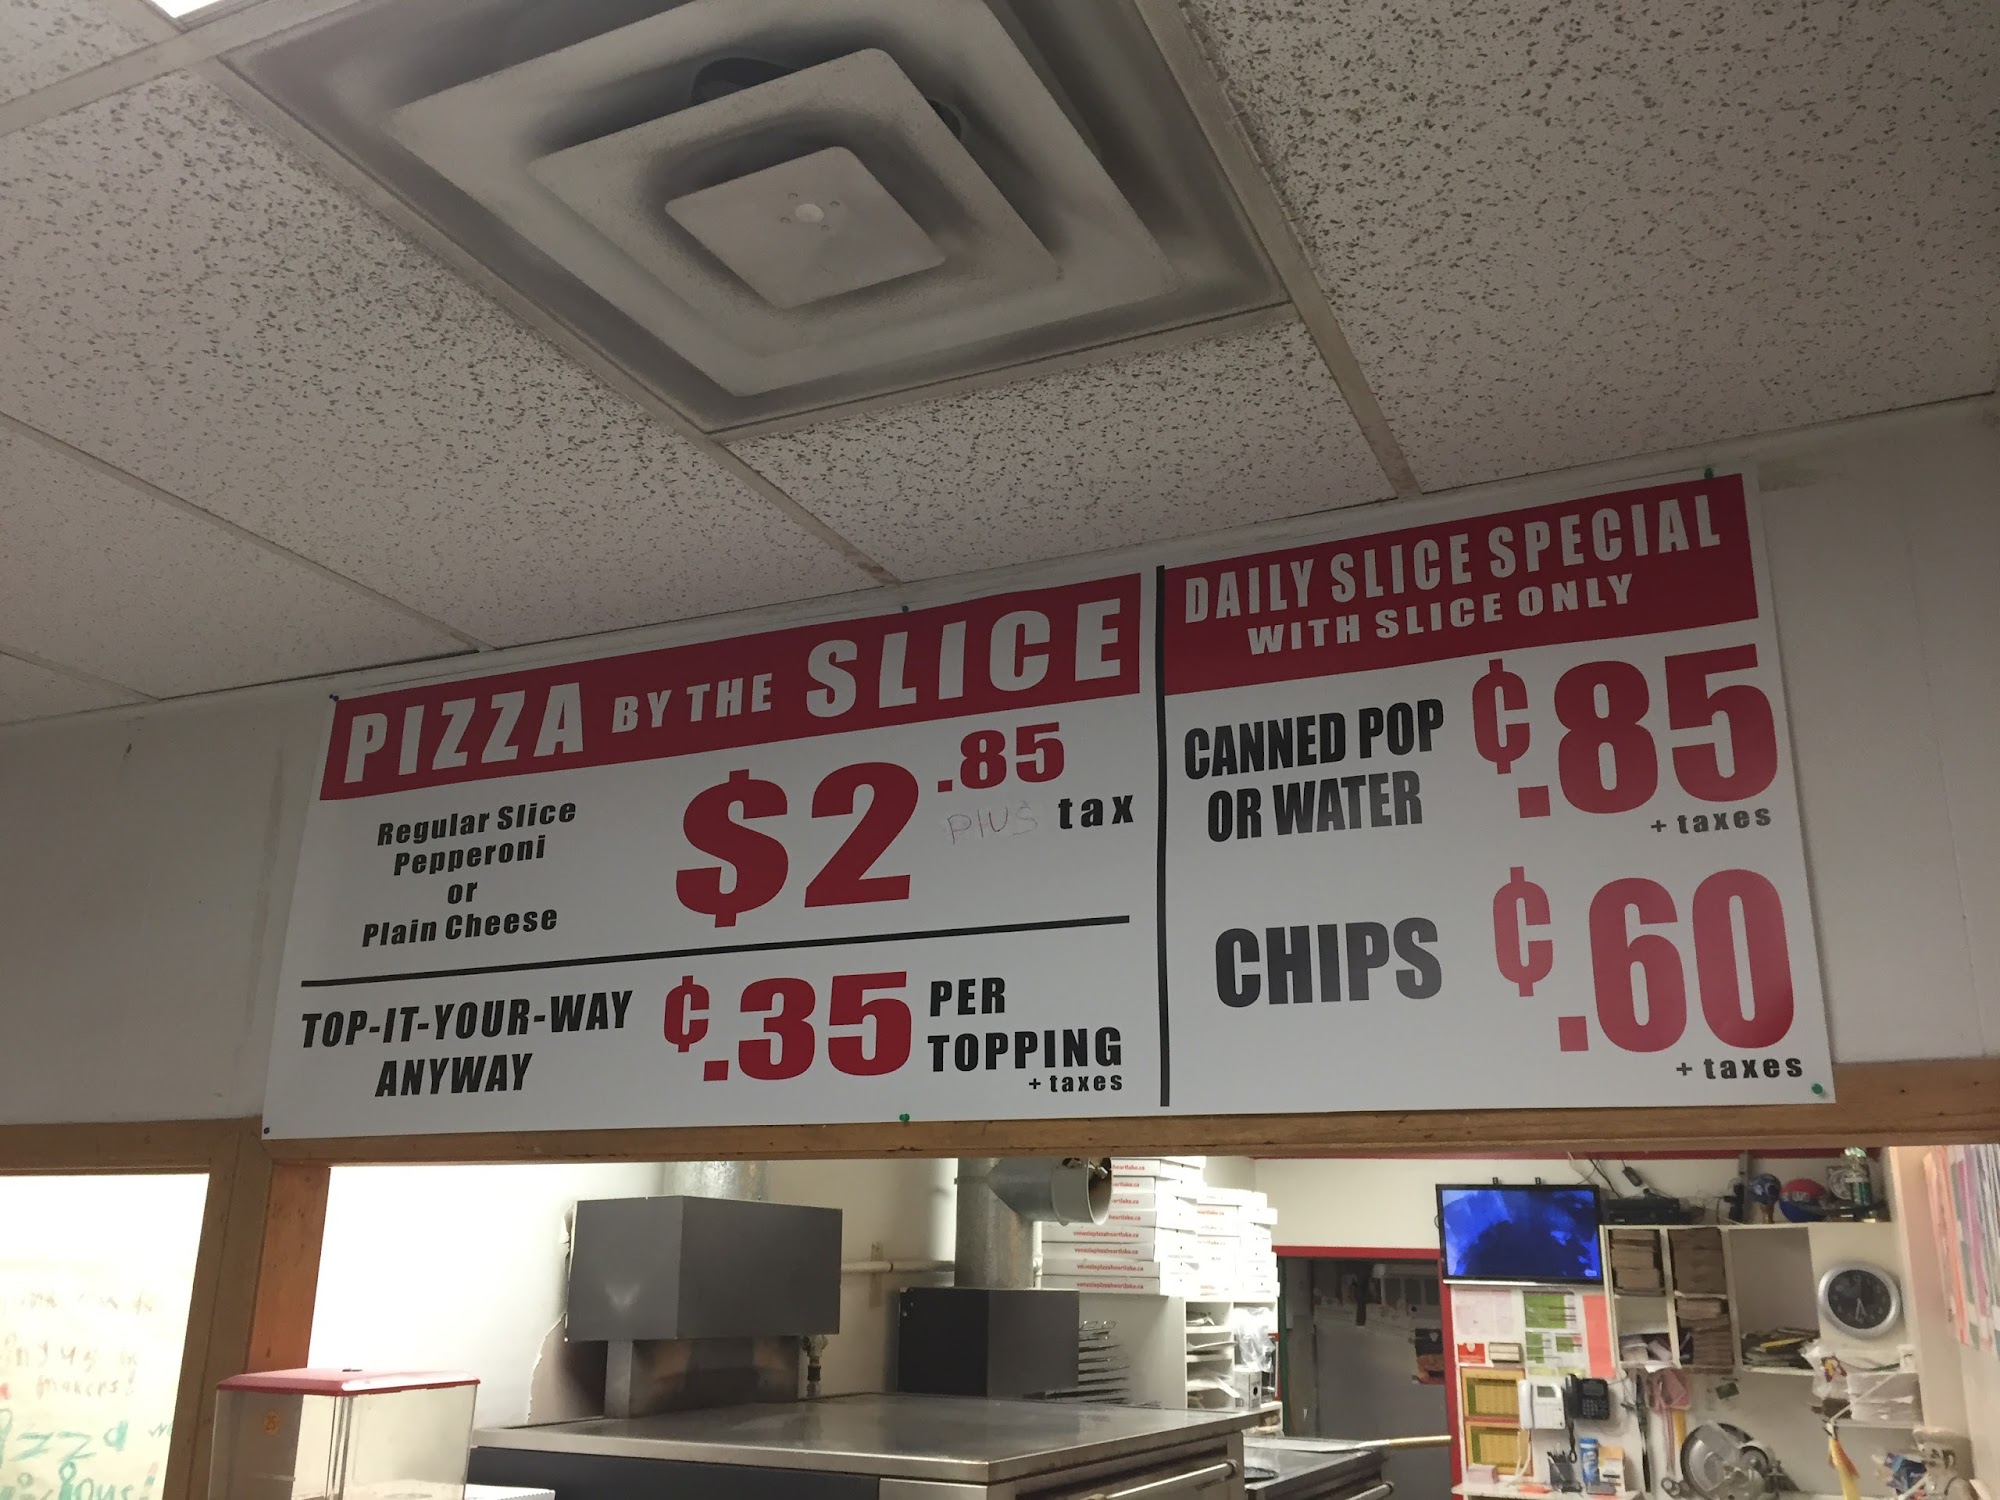 PIZZA BY THE SLICE
Regular Slice
Pepperoni
or
Plain Cheese
$2.85
plus tax
TOP-IT-YOUR-WAY
ANYWAY
¢.35 PER
TOPPING
+ taxes
DAILY SLICE SPECIAL
WITH SLICE ONLY
CANNED POP
OR WATER
¢.85
+ taxes
CHIPS
¢.60
+ taxes